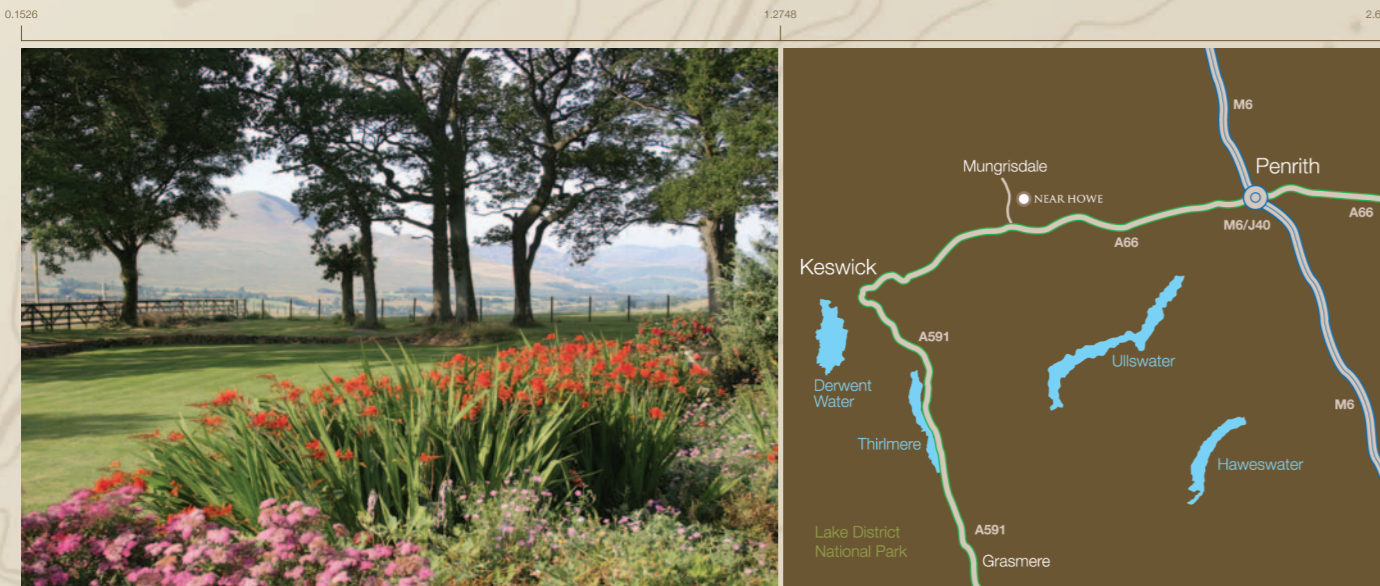 0.1526
1.2748
2.6
M6
Penrith
Mungrisdale
NEAR HOWE
M6/J40
A66
A66
Keswick
A591
Ullswater
Derwent
Water
M6
Thirlmere
Haweswater
Lake District
National Park
A591
Grasmere